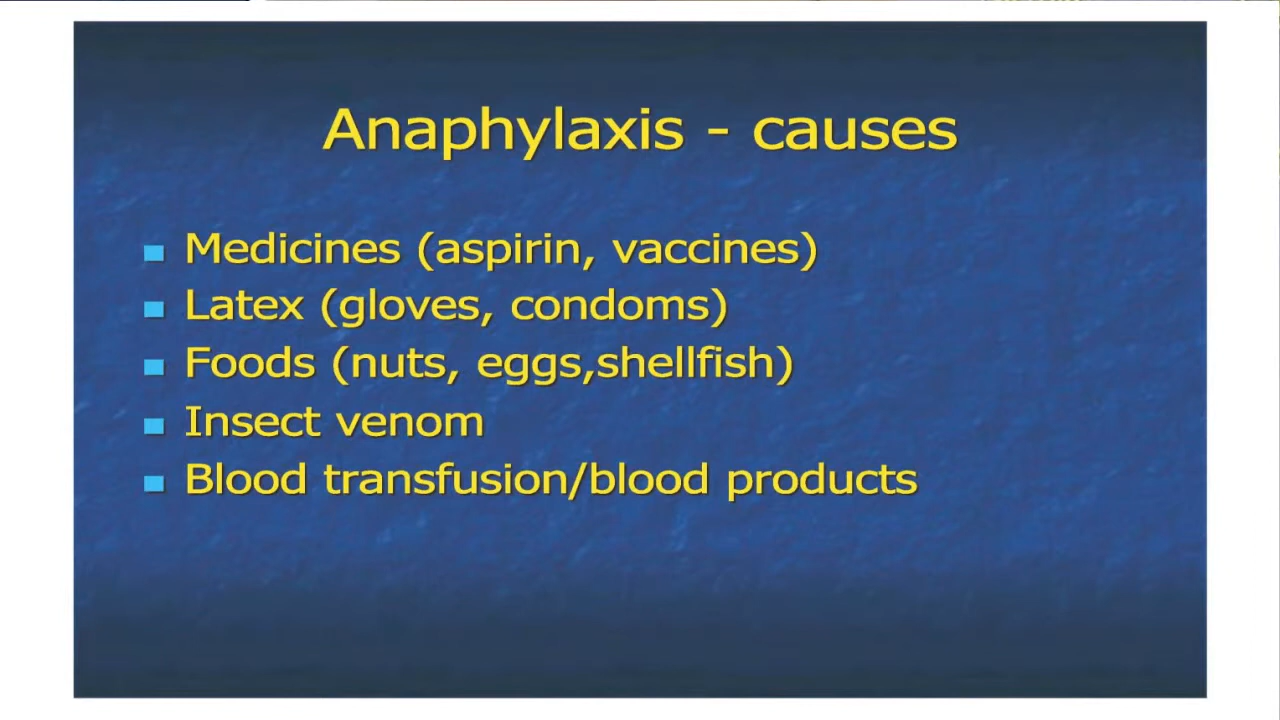 Anaphylaxis - causes
Medicines (aspirin, vaccines)
Latex (gloves, condoms)
Foods (nuts, eggs,shellfish)
Insect venom
Blood transfusion/blood products